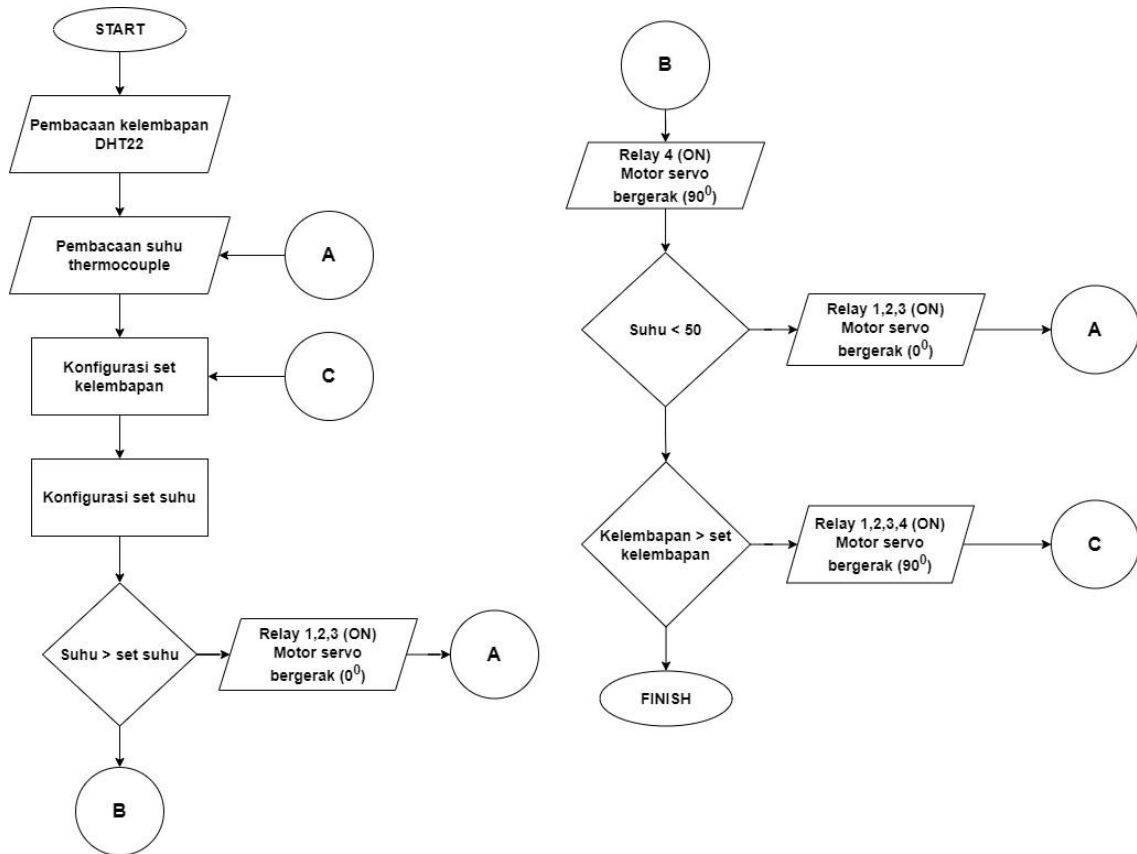 START
Pembacaan kelembapan
DHT22
Pembacaan suhu
thermocouple
A
Konfigurasi set
kelembapan
C
Konfigurasi set suhu
Suhu > set suhu
Relay 1,2,3 (ON)
Motor servo
bergerak (0⁰)
A
B
B
Relay 4 (ON)
Motor servo
bergerak (90⁰)
Suhu < 50
Relay 1,2,3 (ON)
Motor servo
bergerak (0⁰)
A
Kelembapan > set
kelembapan
Relay 1,2,3,4 (ON)
Motor servo
bergerak (90⁰)
C
FINISH